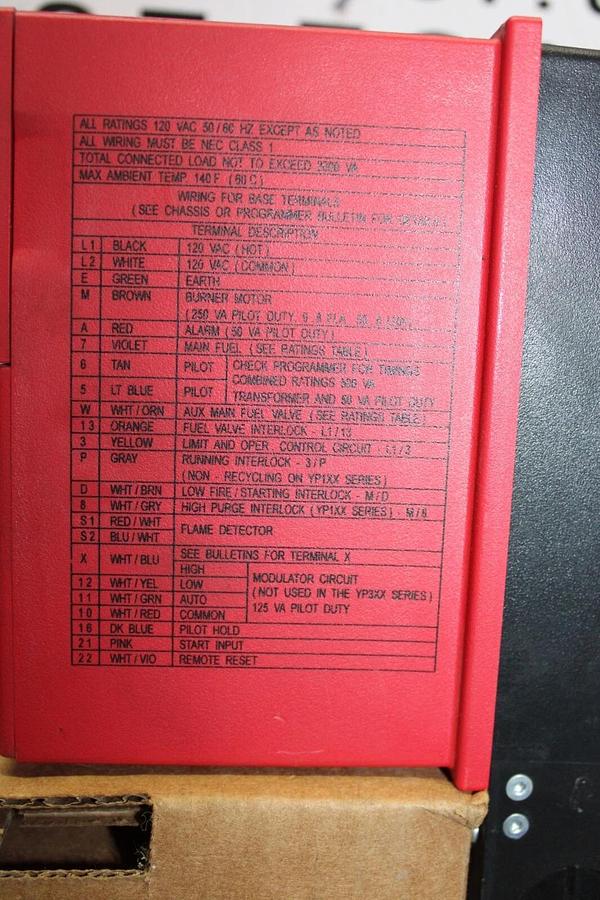 ALL RATINGS 120 VAC 50/60 HZ EXCEPT AS NOTED
ALL WIRING MUST BE NEC CLASS 1
TOTAL CONNECTED LOAD NOT TO EXCEED VA
MAX AMBIENT TEMP 140 F (60 C)
WIRING FOR BASE TERMINALS
(SEE CHASSIS OR PROGRAMMER BULLETIN FOR DETAILS)
TERMINAL DESCRIPTION
L1 BLACK 120 VAC (HOT)
L2 WHITE 120 VAC (COMMON)
E GREEN EARTH
M BROWN BURNER MOTOR
(250 VA PILOT DUTY,
A RED ALARM (50 VA PILOT DUTY)
7 VIOLET MAIN FUEL (SEE RATINGS TABLE)
6 TAN PILOT CHECK PROGRAMMER FOR TIMINGS
COMBINED RATINGS VA
5 LT BLUE PILOT TRANSFORMER AND 50 VA PILOT DUTY
W WHT/ORN AUX MAIN FUEL VALVE (SEE RATINGS TABLE)
13 ORANGE FUEL VALVE INTERLOCK - L1/13
3 YELLOW LIMIT AND OPER. CONTROL CIRCUIT - L1/3
P GRAY RUNNING INTERLOCK - 3/P
(NON - RECYCLING ON YP1XX SERIES)
D WHT/BRN LOW FIRE/STARTING INTERLOCK - M/D
8 WHT/GRY HIGH PURGE INTERLOCK (YP1XX SERIES) - M/8
S1 RED/WHT FLAME DETECTOR
S2 BLU/WHT
X WHT/BLU SEE BULLETINS FOR TERMINAL X
HIGH MODULATOR CIRCUIT
12 WHT/YEL LOW (NOT USED IN THE YP3XX SERIES)
11 WHT/GRN AUTO 125 VA PILOT DUTY
10 WHT/RED COMMON
16 DK BLUE PILOT HOLD
21 PINK START INPUT
22 WHT/VIO REMOTE RESET